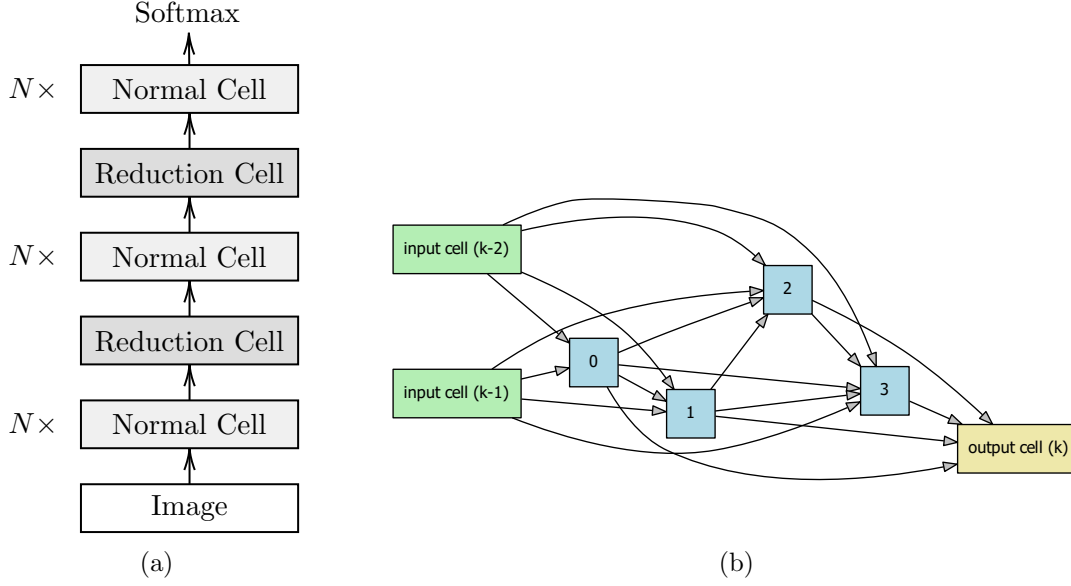 Softmax
N× Normal Cell
Reduction Cell
N× Normal Cell
Reduction Cell
N× Normal Cell
Image
(a)
input cell (k-2)
2
0
input cell (k-1)
3
1
output cell (k)
(b)